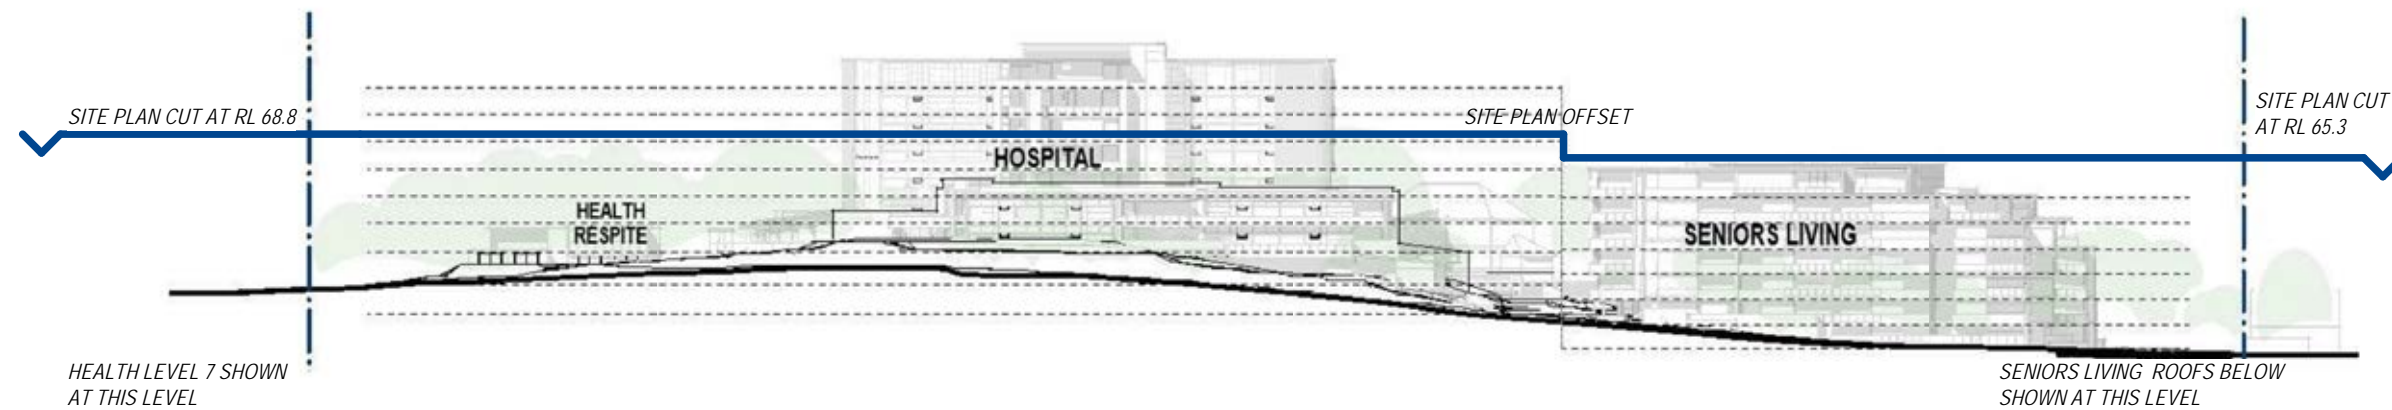 SITE PLAN CUT AT RL 68.8
SITE PLAN OFFSET
SITE PLAN CUT
AT RL 65.3
HOSPITAL
HEALTH
RESPITE
SENIORS LIVING
HEALTH LEVEL 7 SHOWN
AT THIS LEVEL
SENIORS LIVING ROOFS BELOW
SHOWN AT THIS LEVEL